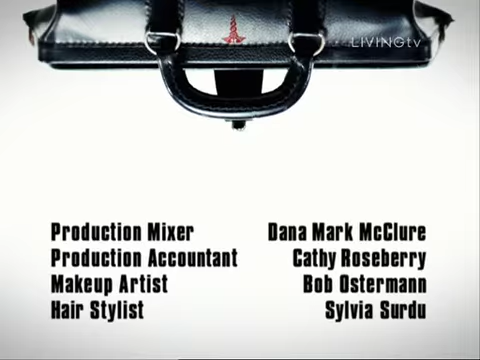 LIVINGtv
Production Mixer Dana Mark McClure
Production Accountant Cathy Roseberry
Makeup Artist Bob Ostermann
Hair Stylist Sylvia Surdu